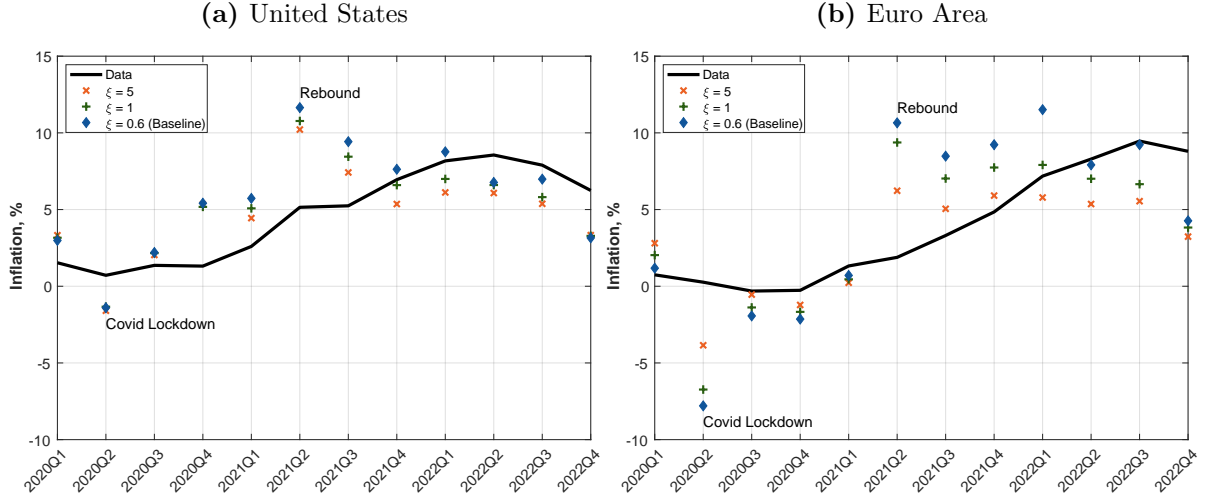 (a) United States
15
10
5
0
-5
-10
Inflation, %
Data
ξ = 5
ξ = 1
ξ = 0.6 (Baseline)
Rebound
Covid Lockdown
2020Q1
2020Q2
2020Q3
2020Q4
2021Q1
2021Q2
2021Q3
2021Q4
2022Q1
2022Q2
2022Q3
2022Q4
(b) Euro Area
15
10
5
0
-5
-10
Inflation, %
Data
ξ = 5
ξ = 1
ξ = 0.6 (Baseline)
Rebound
Covid Lockdown
2020Q1
2020Q2
2020Q3
2020Q4
2021Q1
2021Q2
2021Q3
2021Q4
2022Q1
2022Q2
2022Q3
2022Q4